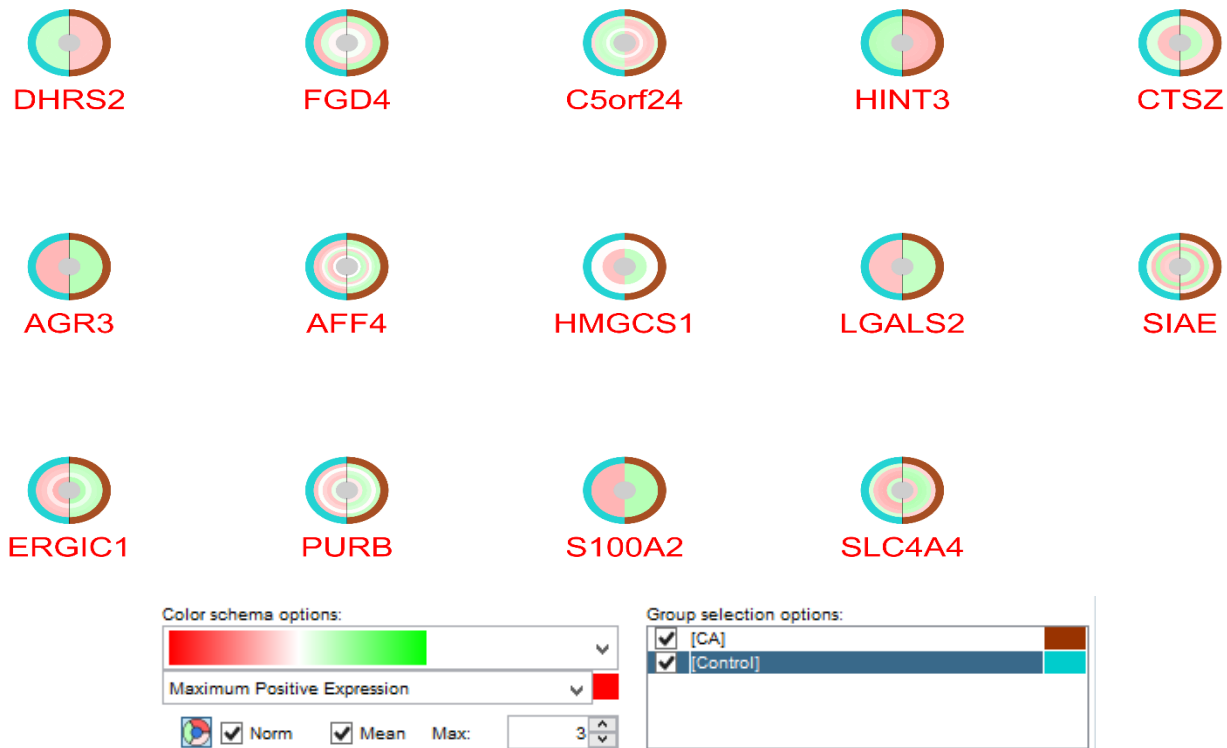 DHRS2 FGD4 C5orf24 HINT3 CTSZ
AGR3 AFF4 HMGCS1 LGALS2 SIAE
ERGIC1 PURB S100A2 SLC4A4
Color schema options:
Maximum Positive Expression
Norm Mean Max: 3
Group selection options:
[CA]
[Control]